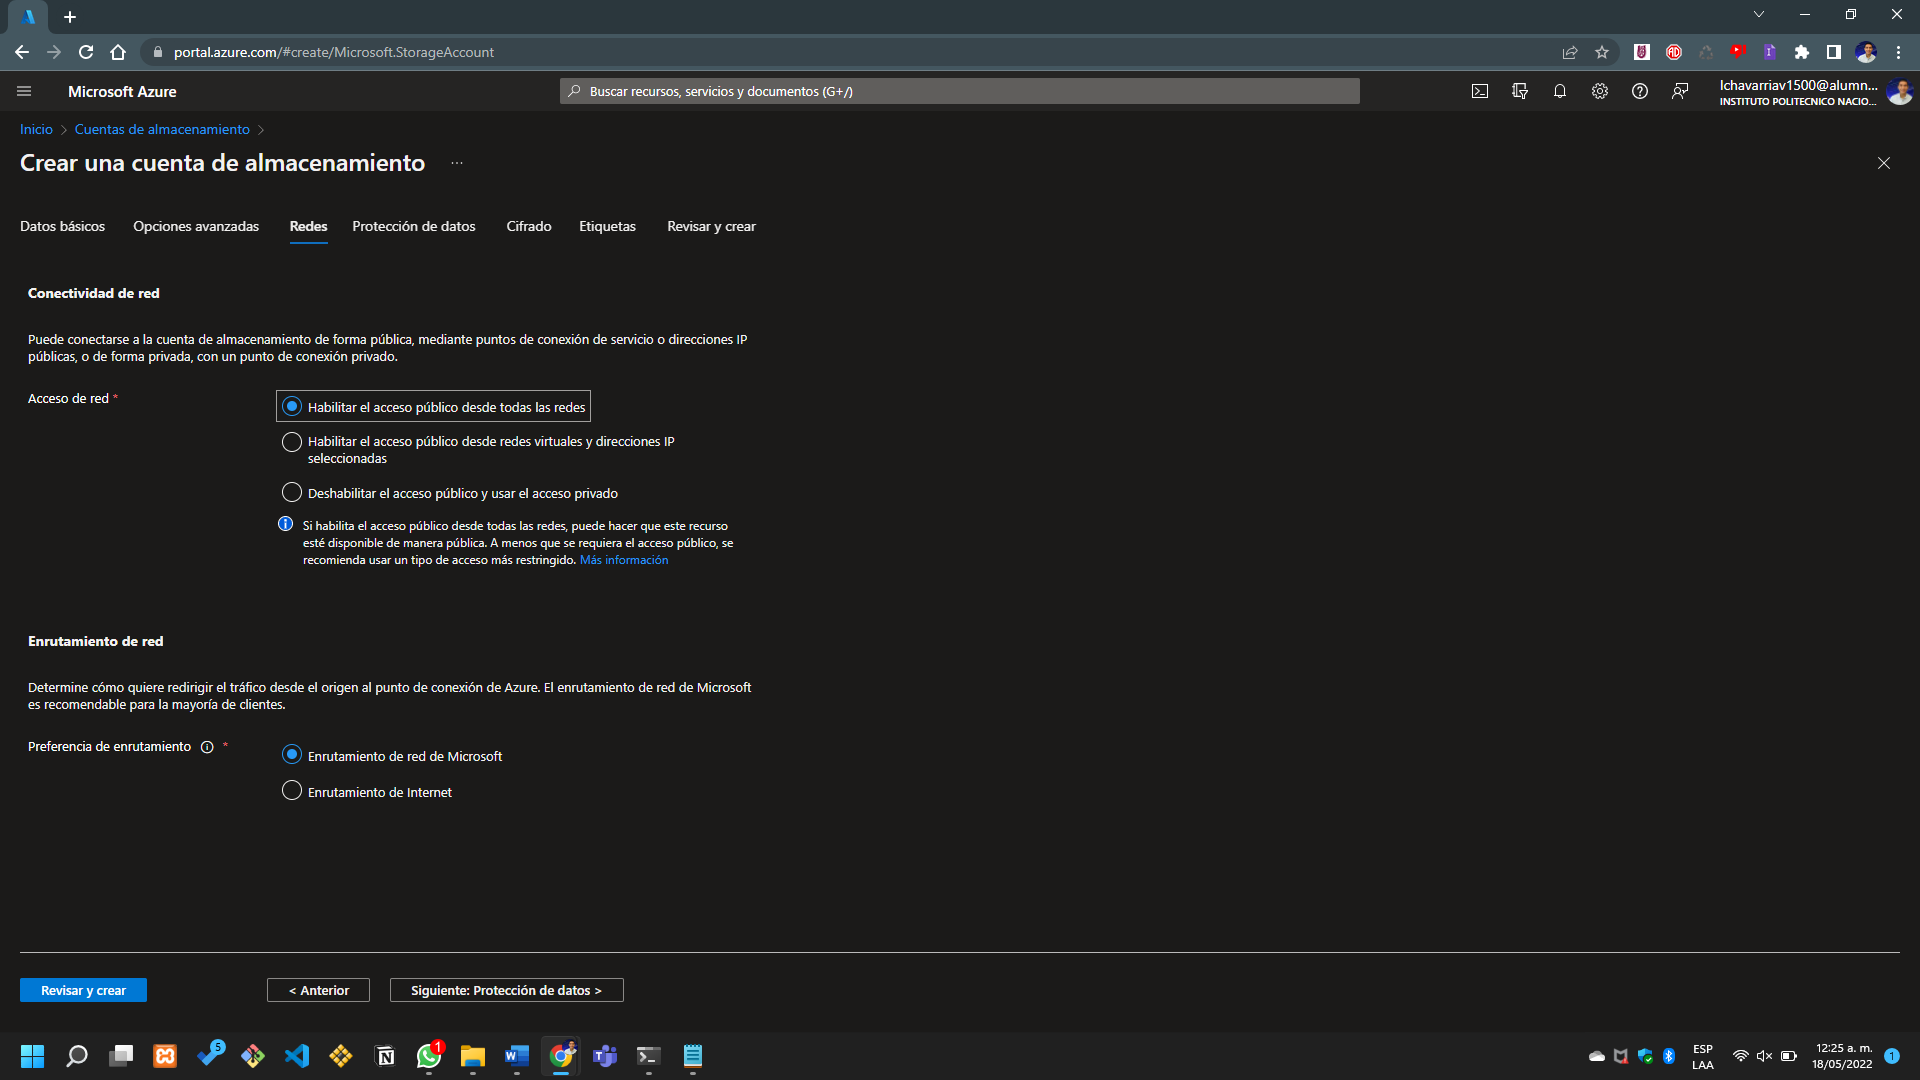 portal.azure.com/#create/Microsoft.StorageAccount
Microsoft Azure
Buscar recursos, servicios y documentos (G+/)
lchavarriav1500@alumn...
INSTITUTO POLITECNICO NACIO...
Inicio
Cuentas de almacenamiento
Crear una cuenta de almacenamiento
...
Datos básicos
Opciones avanzadas
Redes
Protección de datos
Cifrado
Etiquetas
Revisar y crear
Conectividad de red
Puede conectarse a la cuenta de almacenamiento de forma pública, mediante puntos de conexión de servicio o direcciones IP
públicas, o de forma privada, con un punto de conexión privado.
Acceso de red *
Habilitar el acceso público desde todas las redes
Habilitar el acceso público desde redes virtuales y direcciones IP
seleccionadas
Deshabilitar el acceso público y usar el acceso privado
Si habilita el acceso público desde todas las redes, puede hacer que este recurso
esté disponible de manera pública. A menos que se requiera el acceso público, se
recomienda usar un tipo de acceso más restringido. Más información
Enrutamiento de red
Determine cómo quiere redirigir el tráfico desde el origen al punto de conexión de Azure. El enrutamiento de red de Microsoft
es recomendable para la mayoría de clientes.
Preferencia de enrutamiento *
Enrutamiento de red de Microsoft
Enrutamiento de Internet
Revisar y crear
< Anterior
Siguiente: Protección de datos >
5
1
ESP
LAA
12:25 a. m.
18/05/2022
1